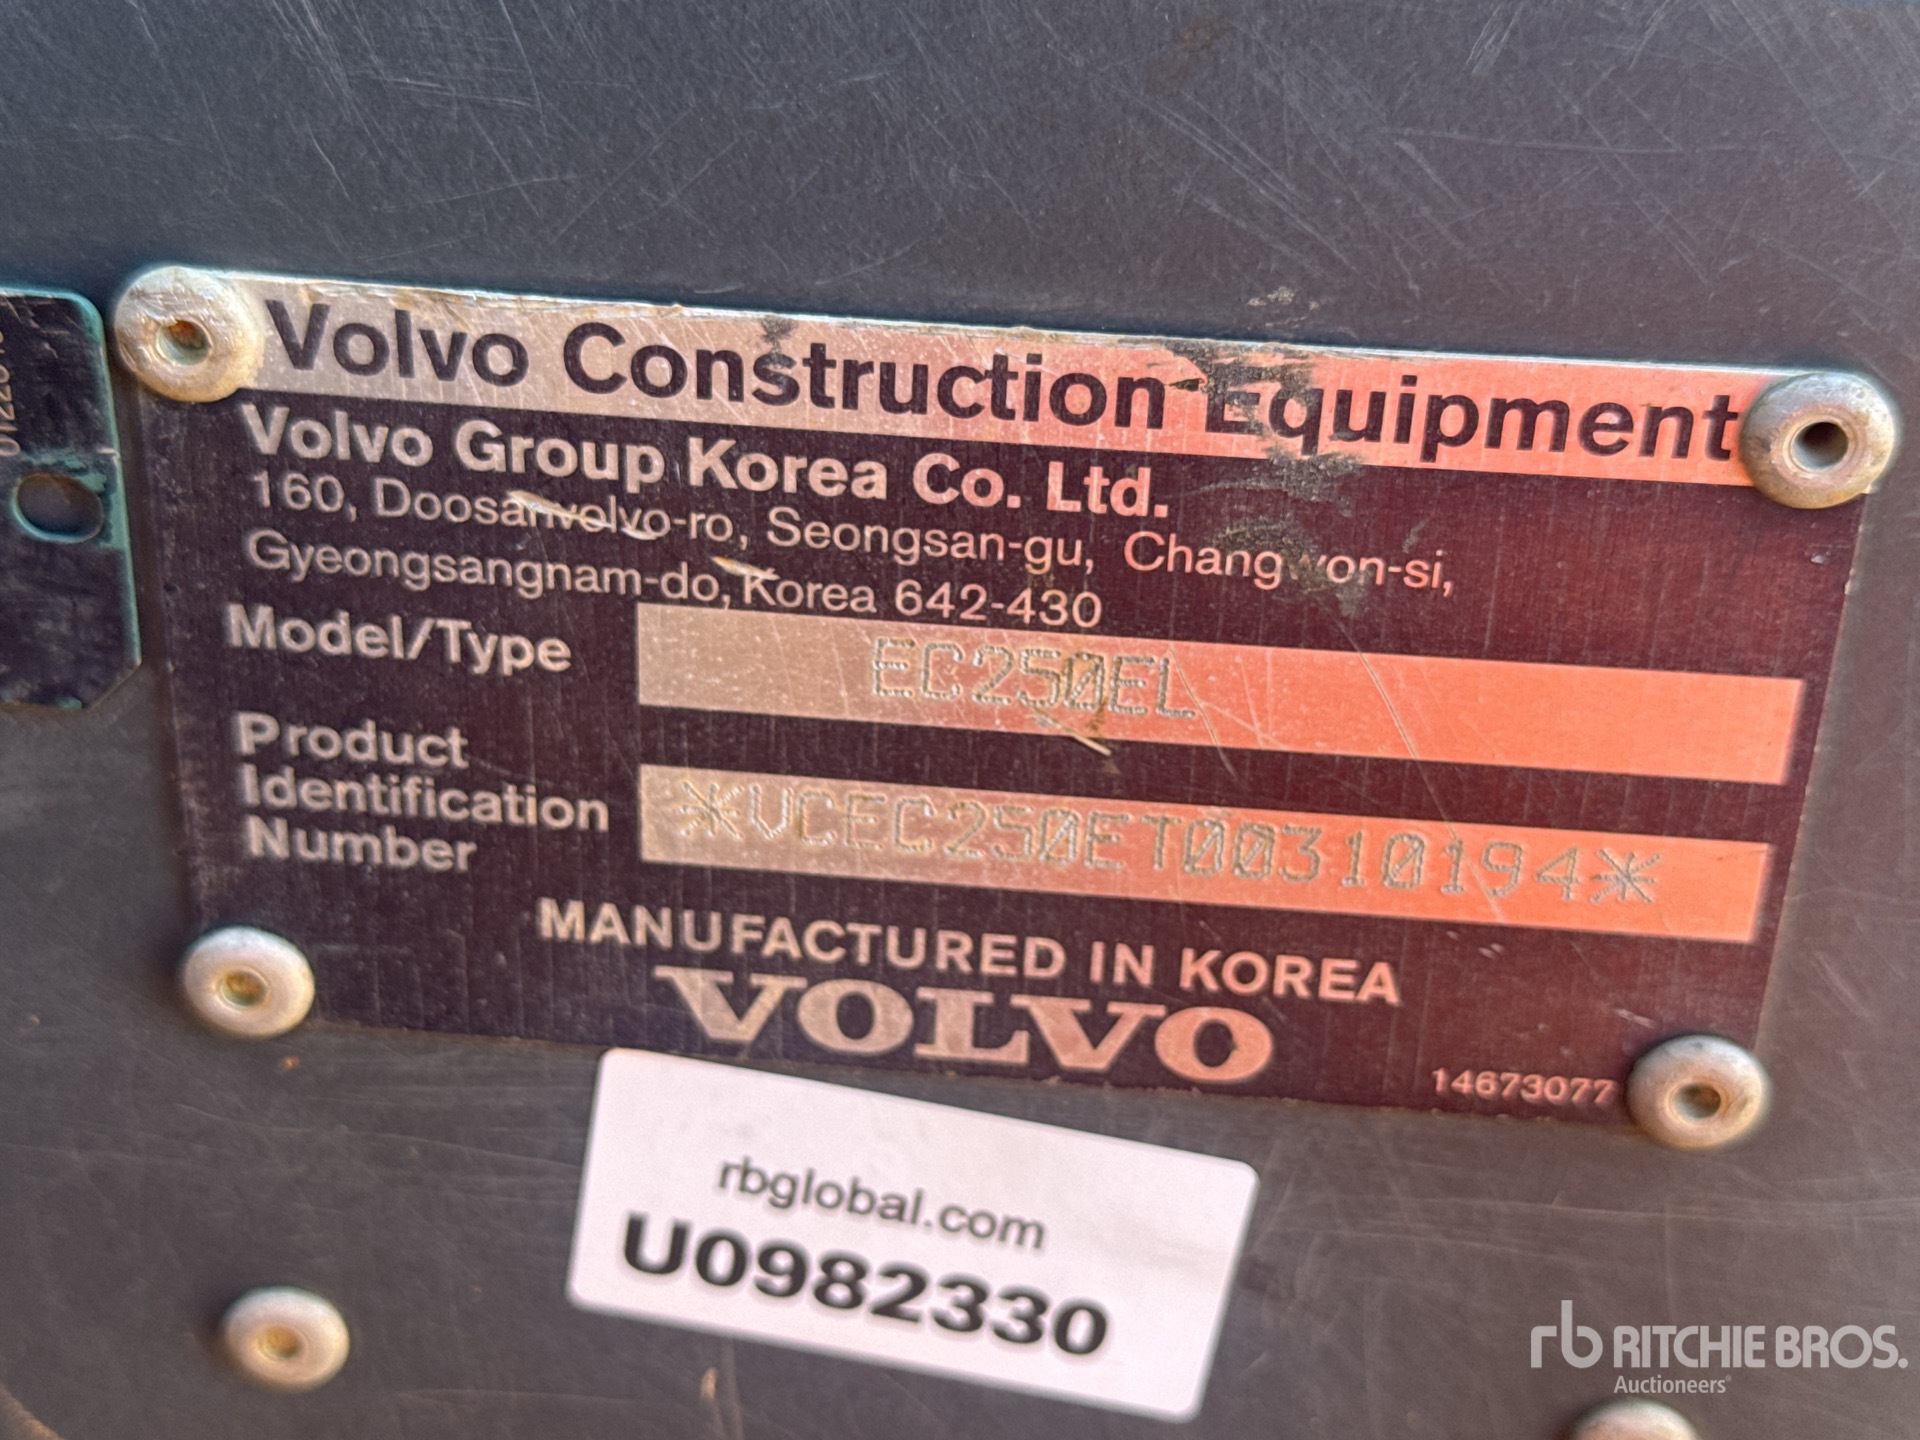 Volvo Construction Equipment
Volvo Group Korea Co. Ltd.
160, Doosanvolvo-ro, Seongsan-gu, Changwon-si,
Gyeongsangnam-do, Korea 642-430
Model/Type EC250EL
Product
Identification
Number
*VCEC250ET00310194*
MANUFACTURED IN KOREA
VOLVO
14673077
rbglobal.com
U0982330
rb RITCHIE BROS.
Auctioneers